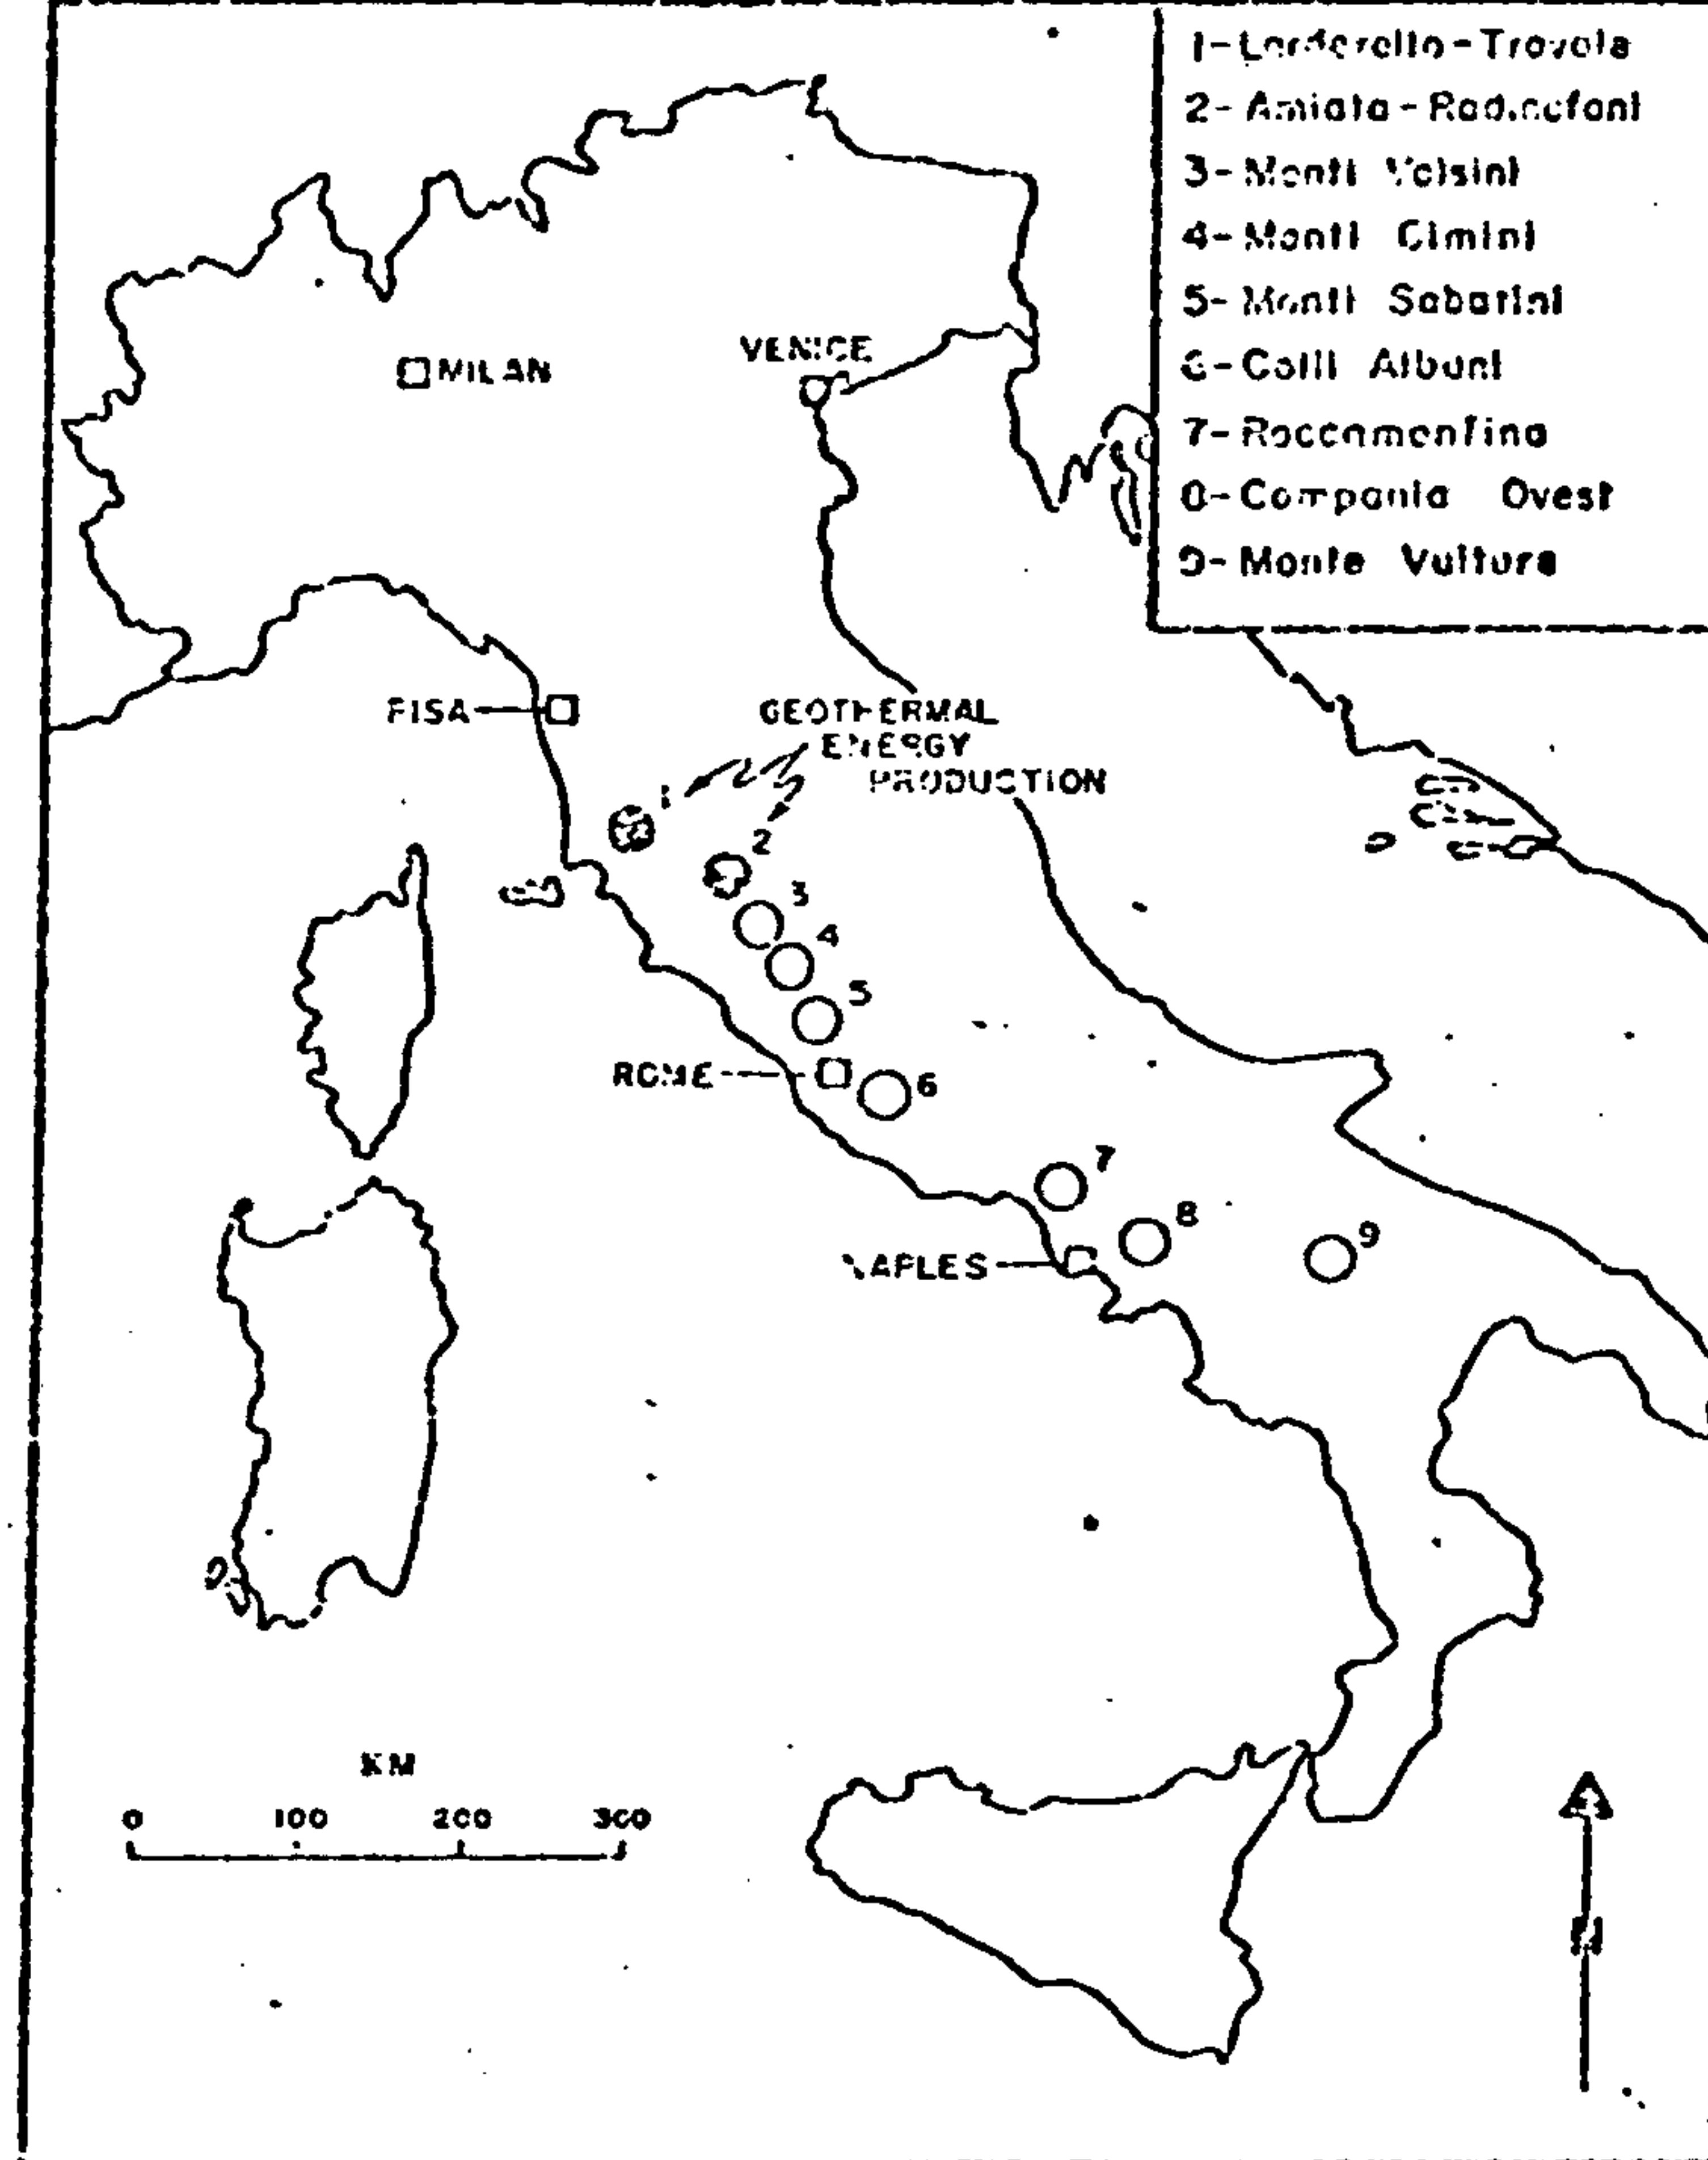 1-Larderello-Travale
2-Amiata-Radicofani
3-Monti Volsini
4-Monti Cimini
5-Monti Sabatini
6-Colli Albani
7-Roccamonfina
8-Campania Ovest
9-Monte Vulture
MILAN
VENICE
PISA
GEOTHERMAL
ENERGY
PRODUCTION
1
2
3
4
5
ROME
6
7
8
9
NAPLES
KM
0 100 200 300
N